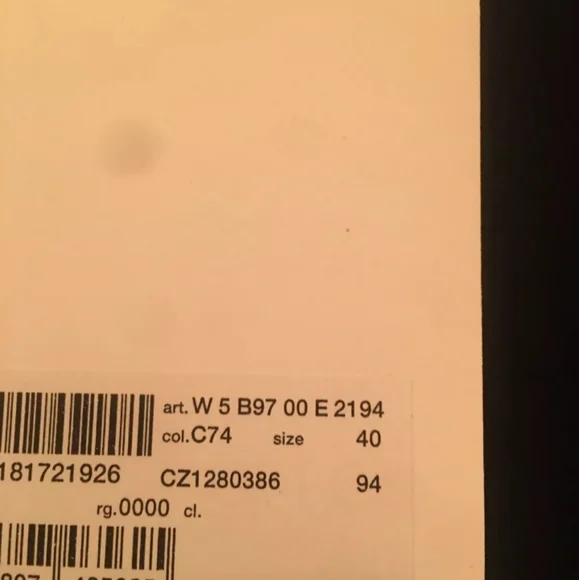 art. W 5 B97 00 E 2194
col.C74 size 40
181721926 CZ1280386 94
rg.0000 cl.